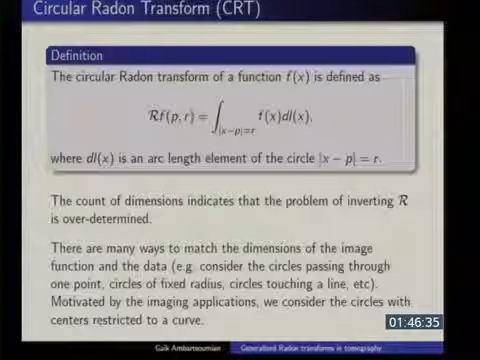 Circular Radon Transform (CRT)
Definition
The circular Radon transform of a function f(x) is defined as
Rf(p, r) = ∫|x−p|=r f(x)dl(x),
where dl(x) is an arc length element of the circle |x − p| = r.
The count of dimensions indicates that the problem of inverting R
is over-determined.
There are many ways to match the dimensions of the image
function and the data (e.g. consider the circles passing through
one point, circles of fixed radius, circles touching a line, etc).
Motivated by the imaging applications, we consider the circles with
centers restricted to a curve.
01:46:35
Gaik Ambartsoumian Generalized Radon transforms in tomography